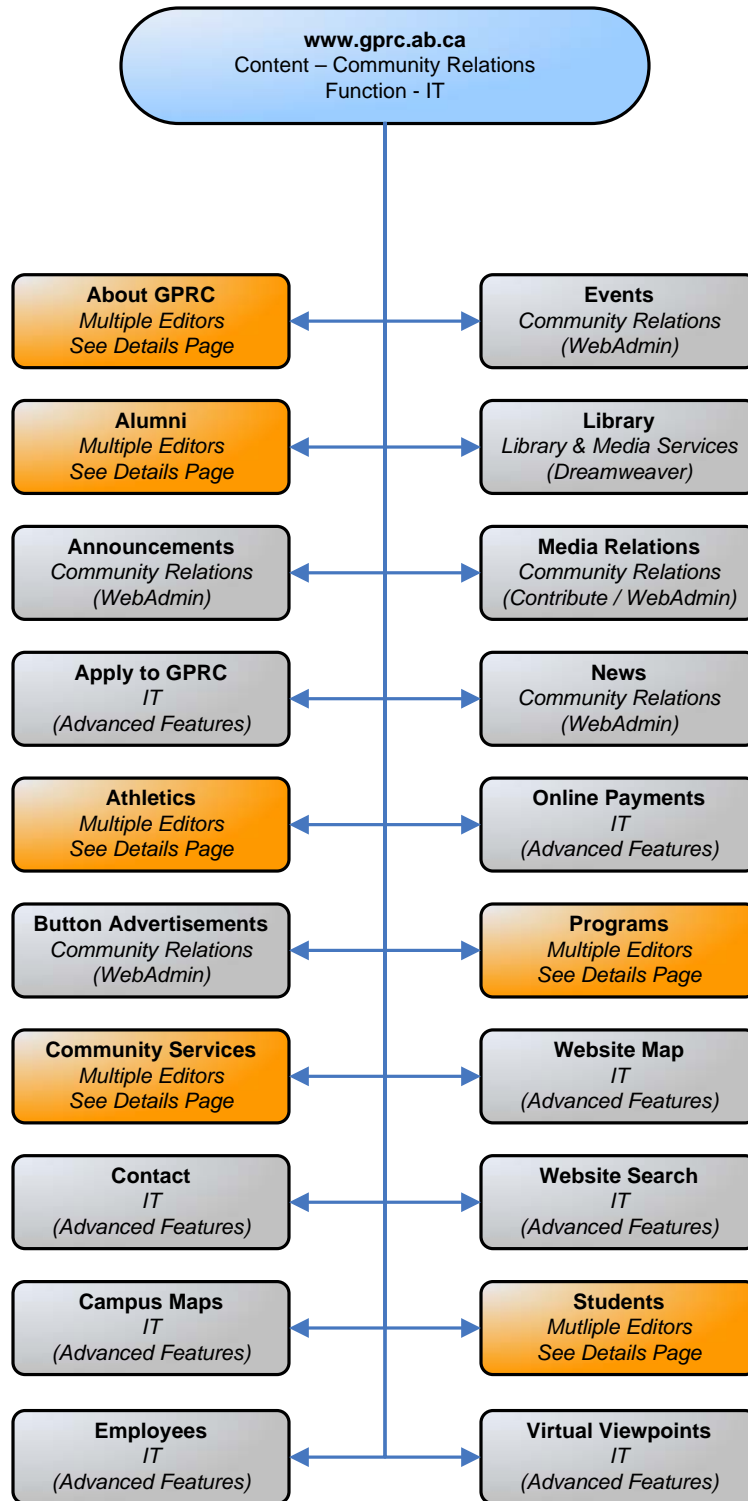 www.gprc.ab.ca
Content – Community Relations
Function - IT
About GPRC
Multiple Editors
See Details Page
Events
Community Relations
(WebAdmin)
Alumni
Multiple Editors
See Details Page
Library
Library & Media Services
(Dreamweaver)
Announcements
Community Relations
(WebAdmin)
Media Relations
Community Relations
(Contribute / WebAdmin)
Apply to GPRC
IT
(Advanced Features)
News
Community Relations
(WebAdmin)
Athletics
Multiple Editors
See Details Page
Online Payments
IT
(Advanced Features)
Button Advertisements
Community Relations
(WebAdmin)
Programs
Multiple Editors
See Details Page
Community Services
Multiple Editors
See Details Page
Website Map
IT
(Advanced Features)
Contact
IT
(Advanced Features)
Website Search
IT
(Advanced Features)
Campus Maps
IT
(Advanced Features)
Students
Mutliple Editors
See Details Page
Employees
IT
(Advanced Features)
Virtual Viewpoints
IT
(Advanced Features)